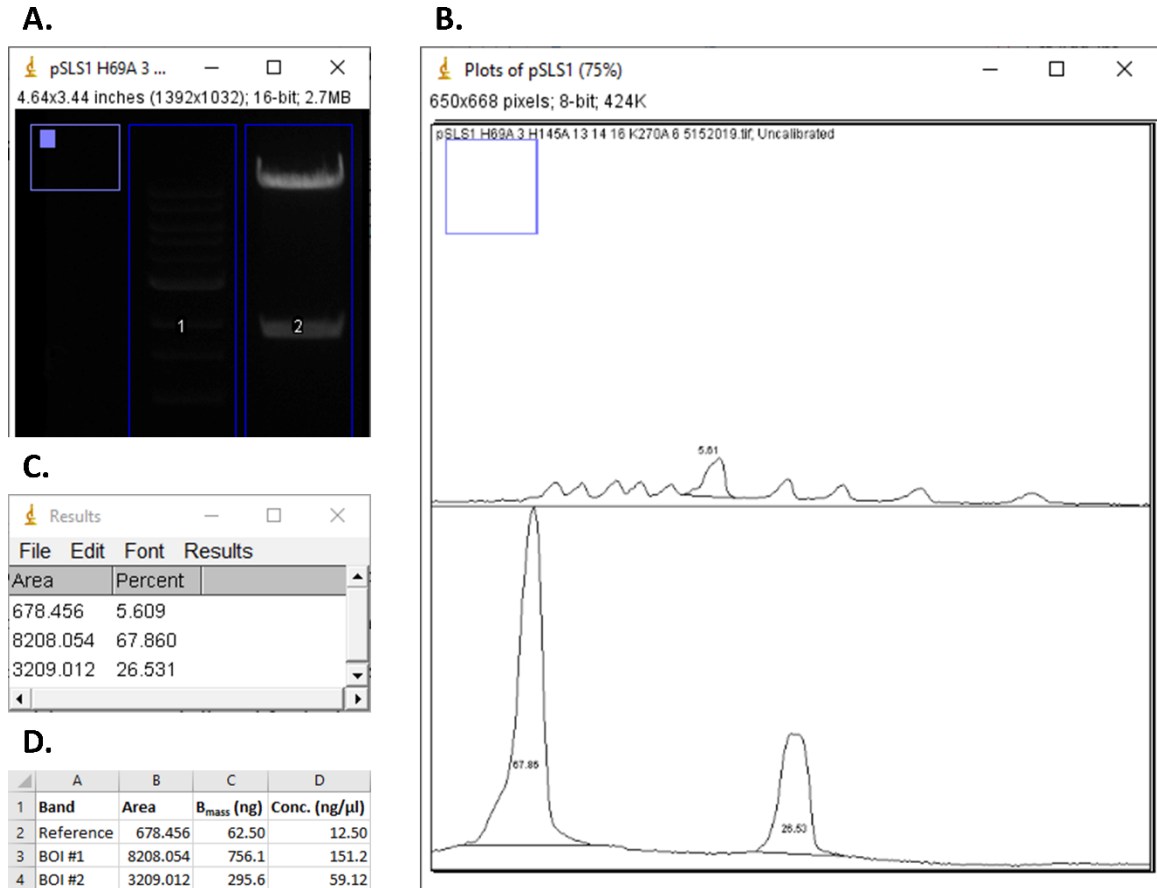 A.
pSLS1 H69A 3 ...
4.64x3.44 inches (1392x1032); 16-bit; 2.7MB
1
2
B.
Plots of pSLS1 (75%)
650x668 pixels; 8-bit; 424K
pSLS1 H69A 3 H145A 13 14 16 K270A 6 5152019.tif; Uncalibrated
5.61
67.86
26.53
C.
Results
File Edit Font Results
Area Percent
678.456 5.609
8208.054 67.860
3209.012 26.531
D.
A B C D
1 Band Area Bmass (ng) Conc. (ng/µl)
2 Reference 678.456 62.50 12.50
3 BOI #1 8208.054 756.1 151.2
4 BOI #2 3209.012 295.6 59.12